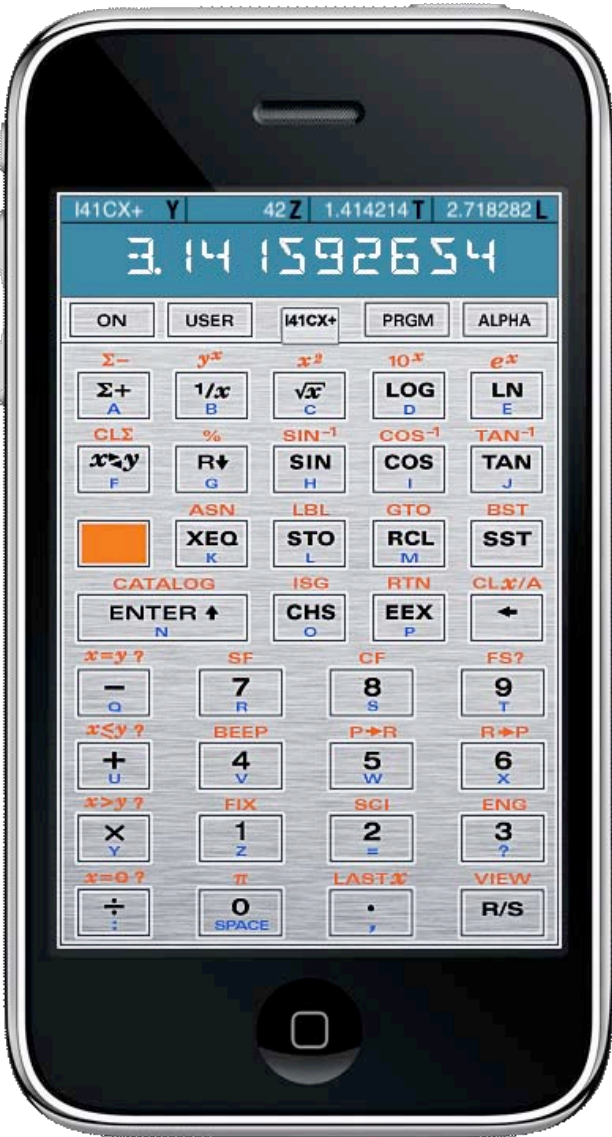 I41CX+ Y 42 Z 1.414214 T 2.718282 L
3.141592654
ON USER I41CX+ PRGM ALPHA
Σ− yˣ x² 10ˣ eˣ
Σ+ 1/x √x LOG LN
A B C D E
CLΣ % SIN⁻¹ COS⁻¹ TAN⁻¹
x≷y R↓ SIN COS TAN
F G H I J
ASN LBL GTO BST
XEQ STO RCL SST
K L M
CATALOG ISG RTN CLx/A
ENTER ↑ CHS EEX ←
N O P
x=y ? SF CF FS?
− 7 8 9
Q R S T
x≤y ? BEEP P→R R→P
+ 4 5 6
U V W X
x>y ? FIX SCI ENG
× 1 2 3
Y Z = ?
x=0 ? π LAST x VIEW
÷ 0 . R/S
: SPACE ,